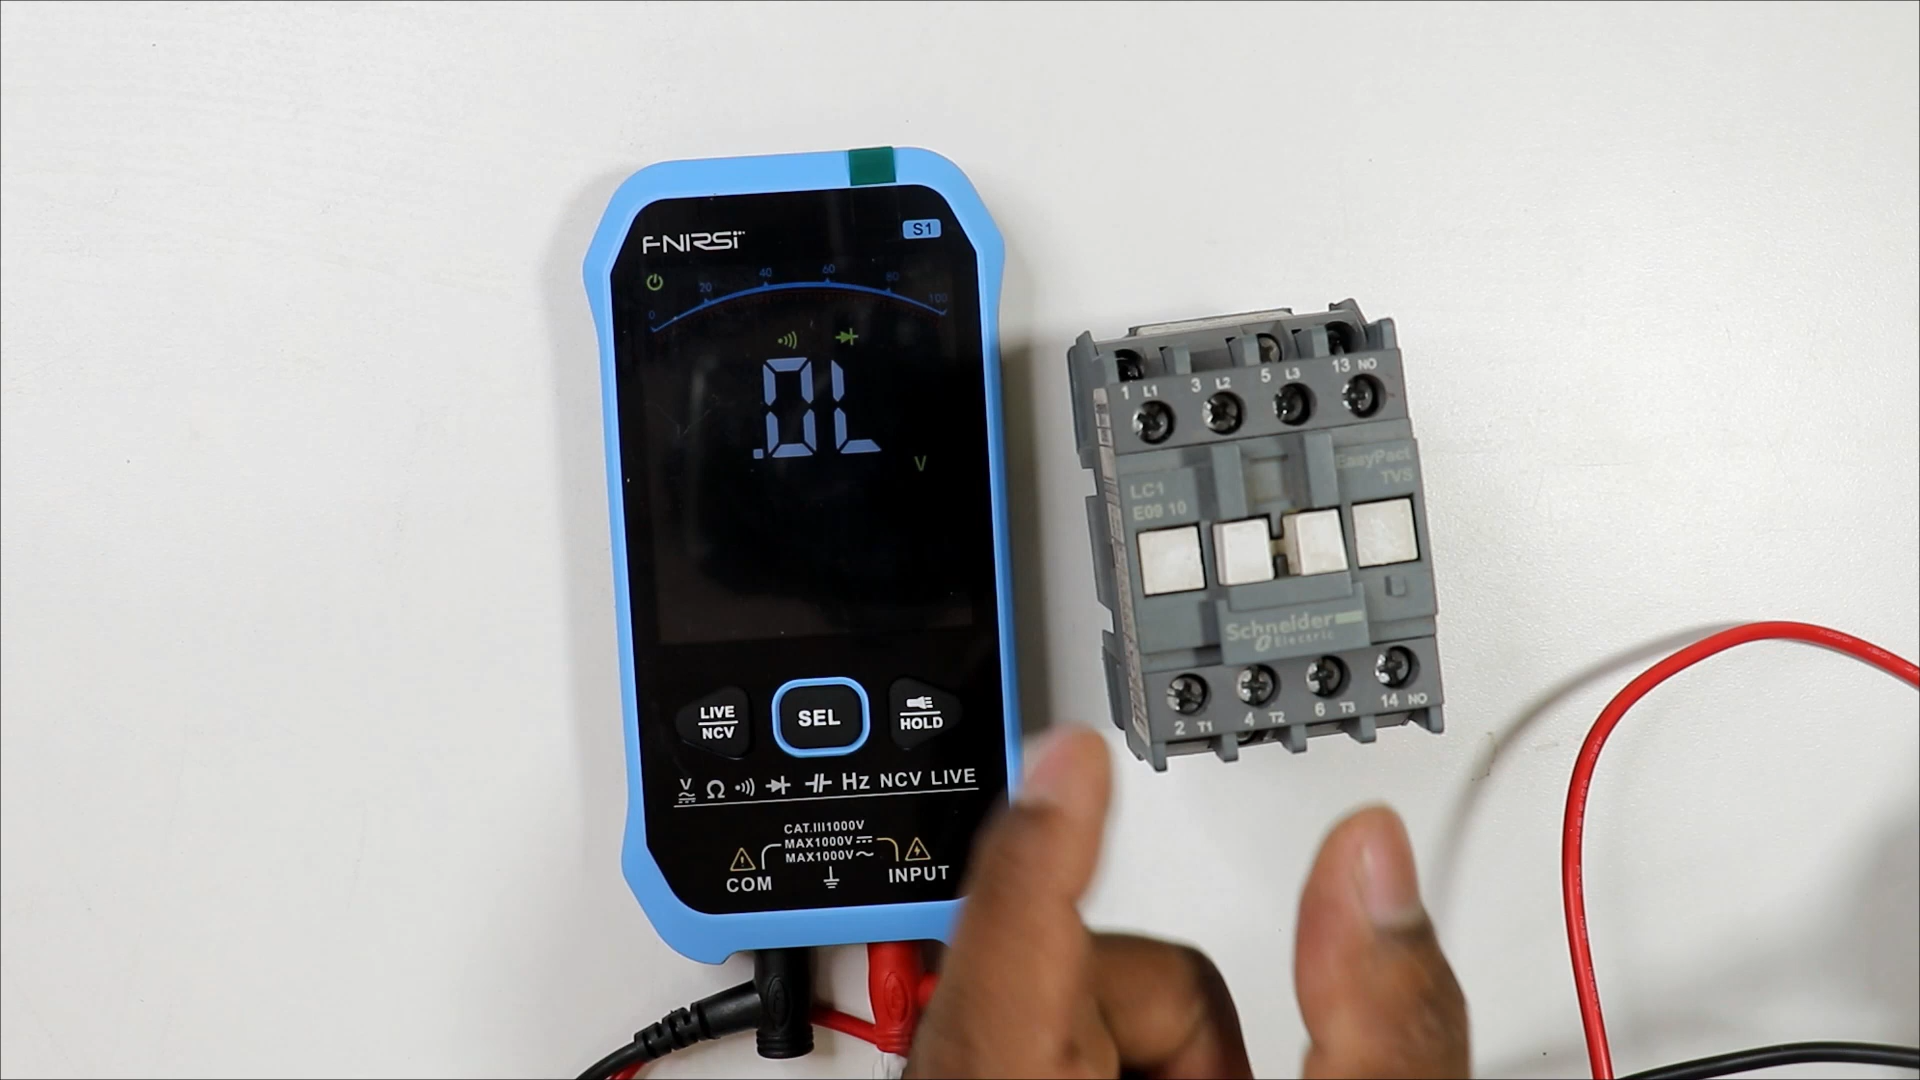 FNIRSI
S1
0 20 40 60 80 100
.0L
V
LIVE
NCV
SEL
HOLD
V Ω Hz NCV LIVE
CAT.III1000V
MAX1000V
MAX1000V
COM
INPUT
1 L1 3 L2 5 L3 13 NO
EasyPact
TVS
LC1
E09 10
Schneider
Electric
2 T1 4 T2 6 T3 14 NO